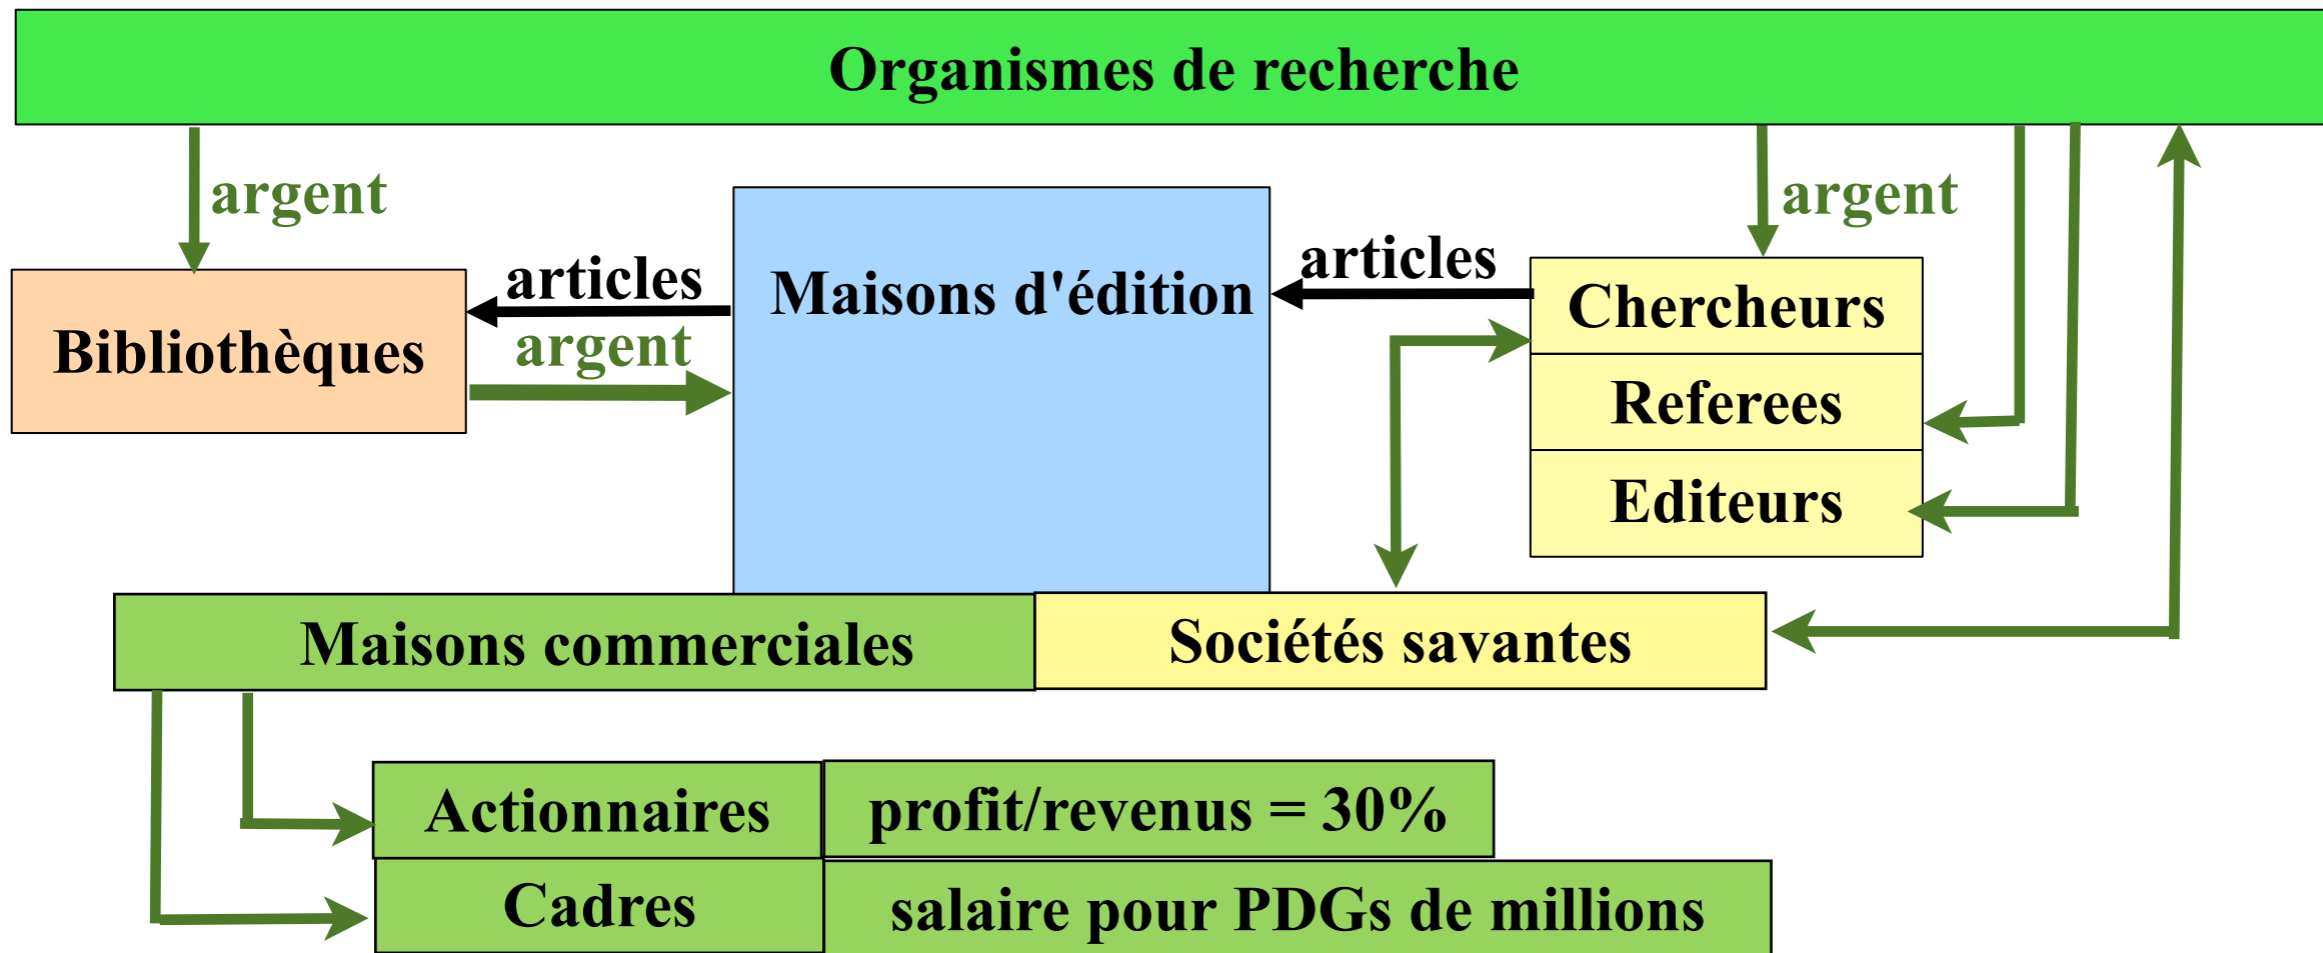 Organismes de recherche
argent
argent
articles
articles
Maisons d'édition
Chercheurs
Bibliothèques
argent
Referees
Editeurs
Maisons commerciales
Sociétés savantes
Actionnaires
profit/revenus = 30%
Cadres
salaire pour PDGs de millions